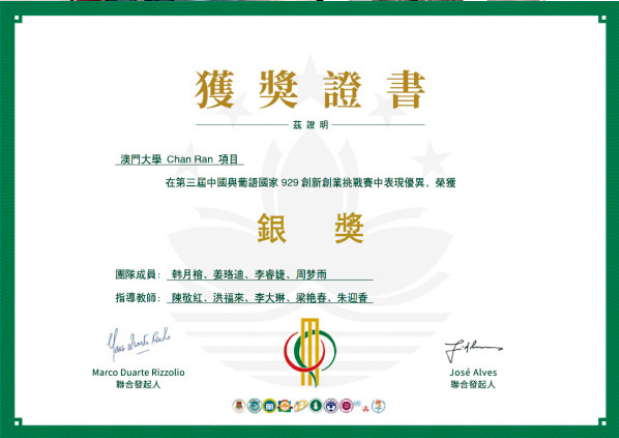 獲獎證書
茲證明
澳門大學 Chan Ran 項目
在第三屆中國與葡語國家 929 創新創業挑戰賽中表現優異，榮獲
銀獎
團隊成員： 韩月榕、姜珞迪、李睿婕、周梦雨
指導教師： 陳敬紅、洪福來、李大琳、梁艷春、朱迎香
Marco Duarte Rizzolio
聯合發起人
José Alves
聯合發起人